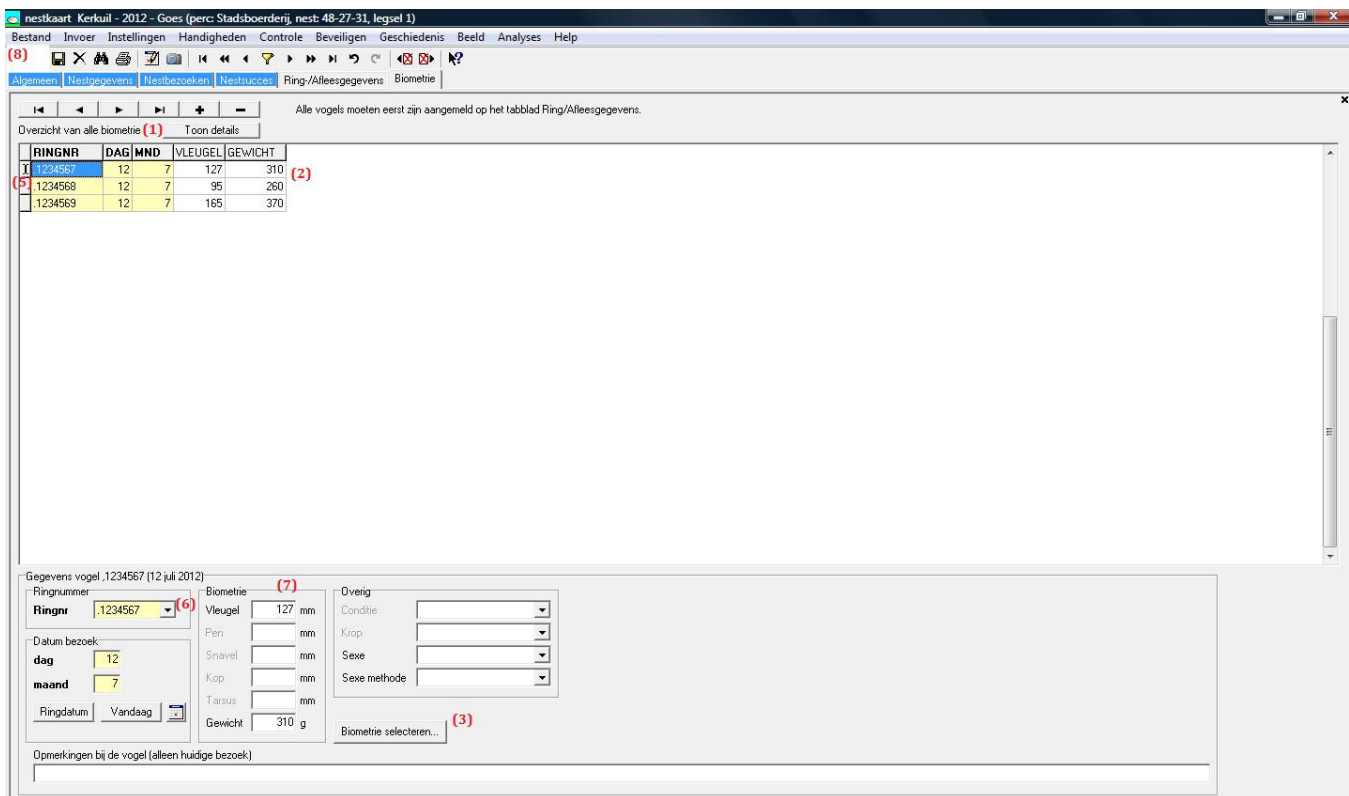 nestkaart Kerkuil - 2012 - Goes (perc: Stadsboerderij, nest: 48-27-31, legsel 1)
Bestand Invoer Instellingen Handigheden Controle Beveiligen Geschiedenis Beeld Analyses Help
(8)
Algemeen Nestgegevens Nestbezoeken Nestsucces Ring-/Afleesgegevens Biometrie
Alle vogels moeten eerst zijn aangemeld op het tabblad Ring/Afleesgegevens.
Overzicht van alle biometrie (1) Toon details
RINGNR DAG MND VLEUGEL GEWICHT
.1234567 12 7 127 310 (2)
(5) .1234568 12 7 95 260
.1234569 12 7 165 370
Gegevens vogel ,1234567 (12 juli 2012)
Ringnummer
Ringnr .1234567 (6)
Datum bezoek
dag 12
maand 7
Ringdatum Vandaag
Biometrie (7)
Vleugel 127 mm
Pen mm
Snavel mm
Kop mm
Tarsus mm
Gewicht 310 g
Overig
Conditie
Krop
Sexe
Sexe methode
Biometrie selecteren... (3)
Opmerkingen bij de vogel (alleen huidige bezoek)